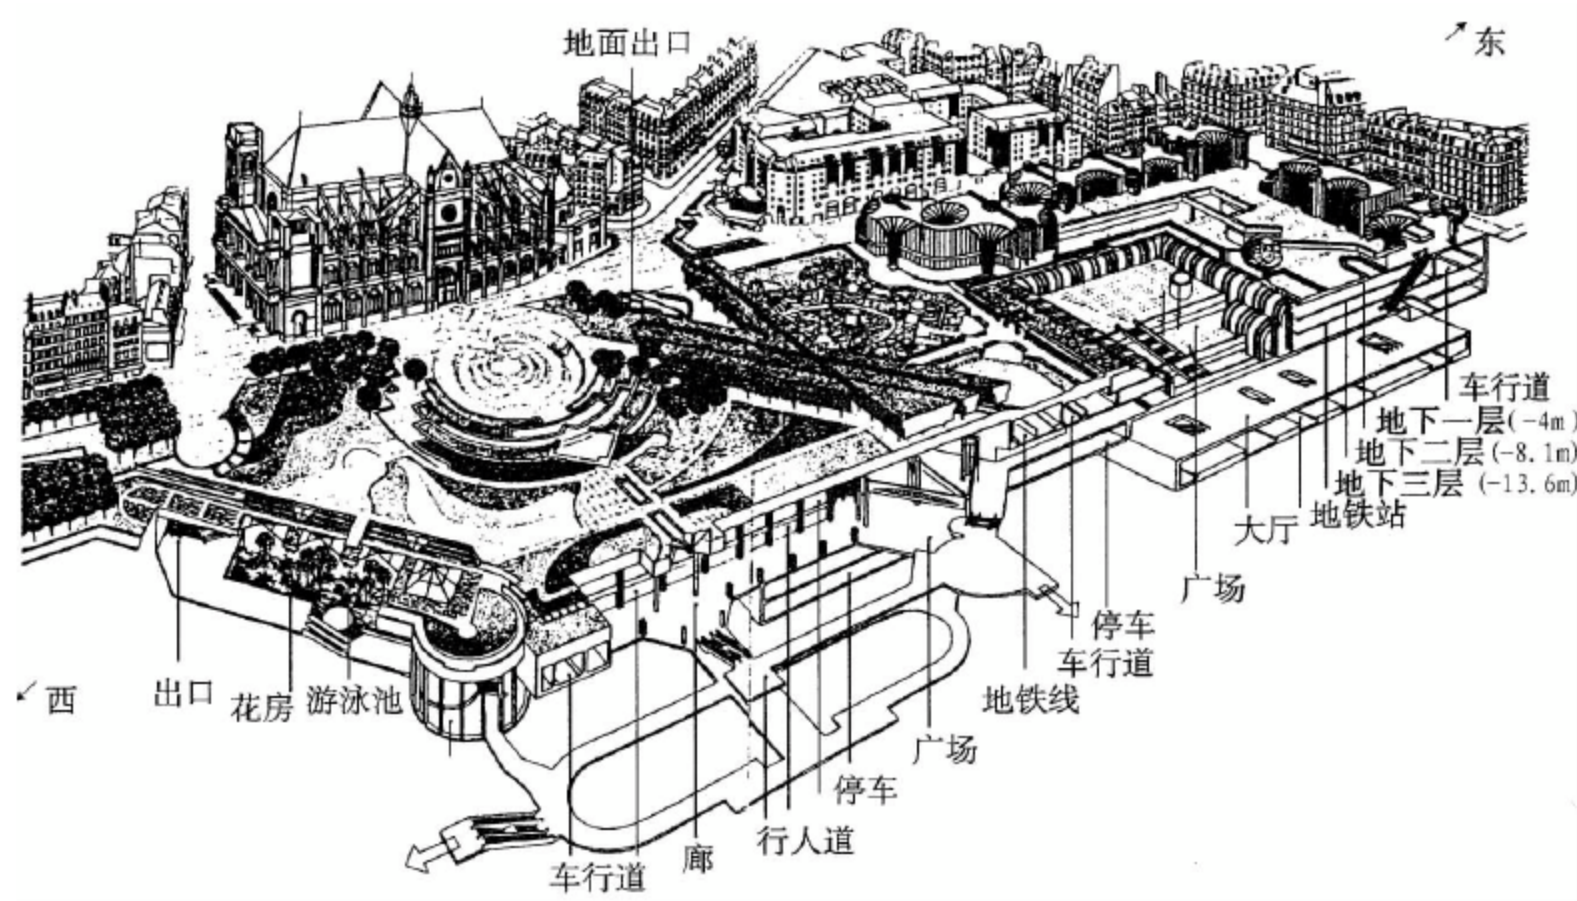 地面出口
东
车行道
地下一层(-4m)
地下二层(-8.1m)
地下三层(-13.6m)
地铁站
大厅
广场
停车
车行道
地铁线
广场
停车
行人道
廊
车行道
游泳池
花房
出口
西